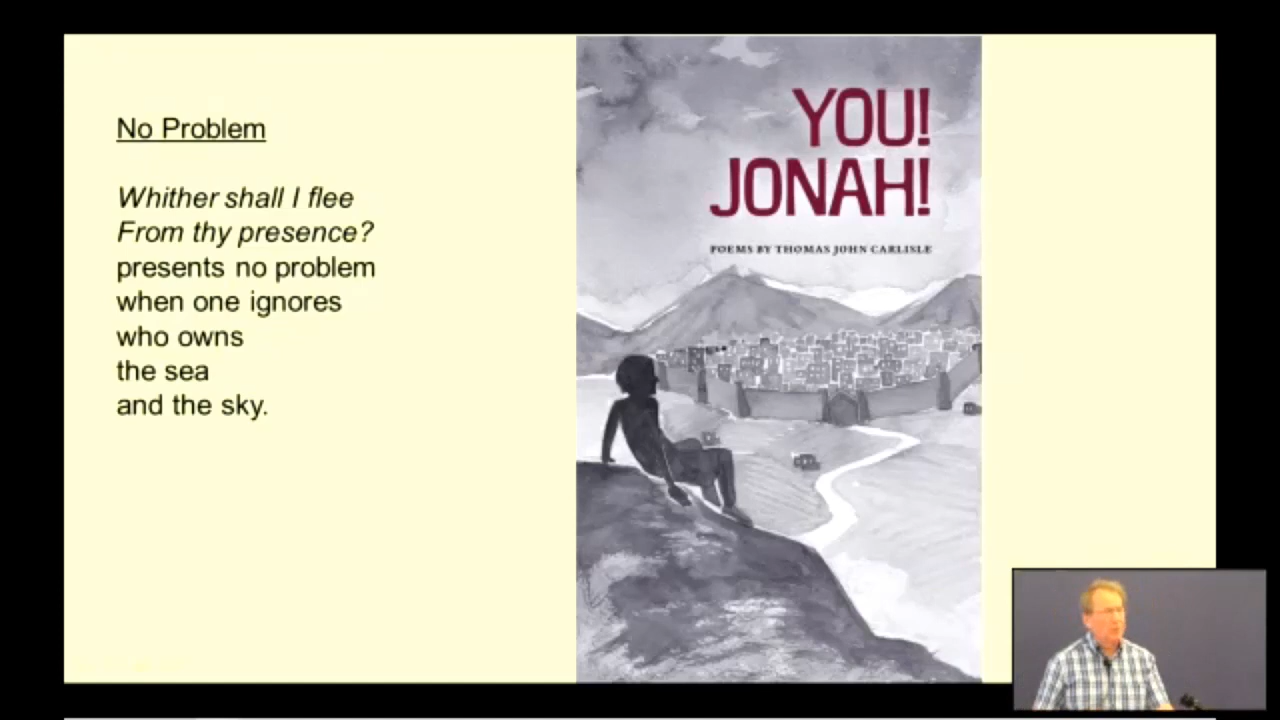 No Problem
Whither shall I flee
From thy presence?
presents no problem
when one ignores
who owns
the sea
and the sky.
YOU!
JONAH!
POEMS BY THOMAS JOHN CARLISLE